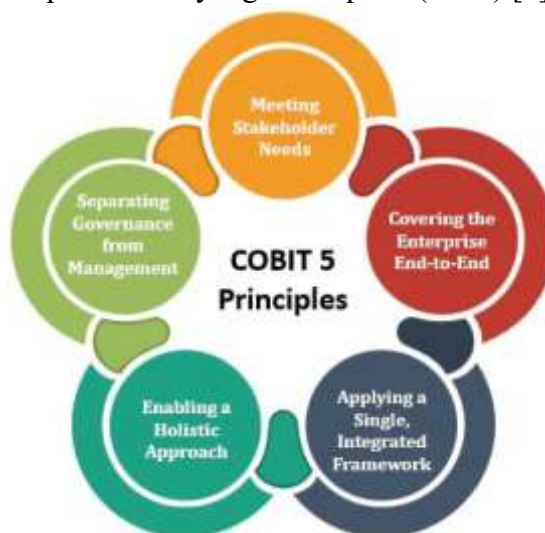 Meeting
Stakeholder
Needs
Separating
Governance
from
Management
Covering the
Enterprise
End-to-End
COBIT 5
Principles
Enabling a
Holistic
Approach
Applying a
Single,
Integrated
Framework